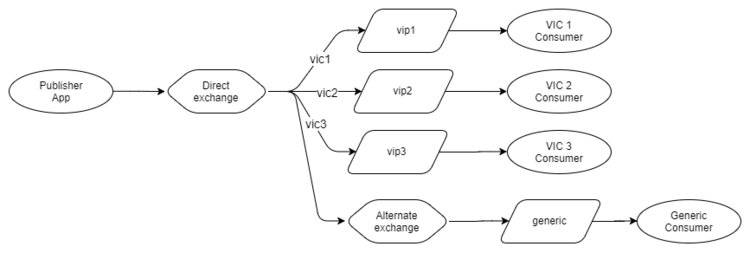 Publisher
App
Direct
exchange
vic1
vic2
vic3
vip1
vip2
vip3
VIC 1
Consumer
VIC 2
Consumer
VIC 3
Consumer
Alternate
exchange
generic
Generic
Consumer